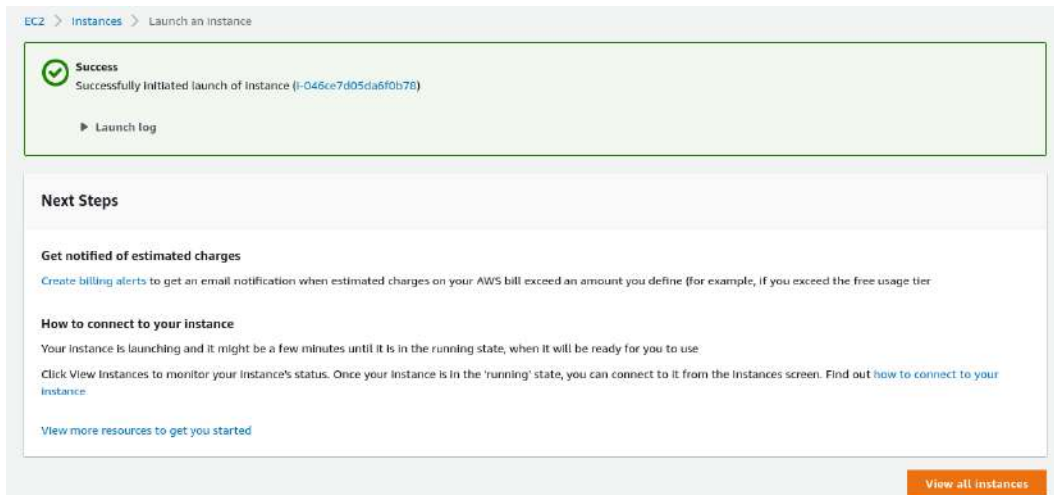 EC2 > Instances > Launch an instance
Success
Successfully initiated launch of instance (i-046ce7d05da6f0b78)
Launch log
Next Steps
Get notified of estimated charges
Create billing alerts to get an email notification when estimated charges on your AWS bill exceed an amount you define (for example, if you exceed the free usage tier
How to connect to your instance
Your instance is launching and it might be a few minutes until it is in the running state, when it will be ready for you to use
Click View Instances to monitor your instance's status. Once your instance is in the 'running' state, you can connect to it from the Instances screen. Find out how to connect to your
instance
View more resources to get you started
View all instances